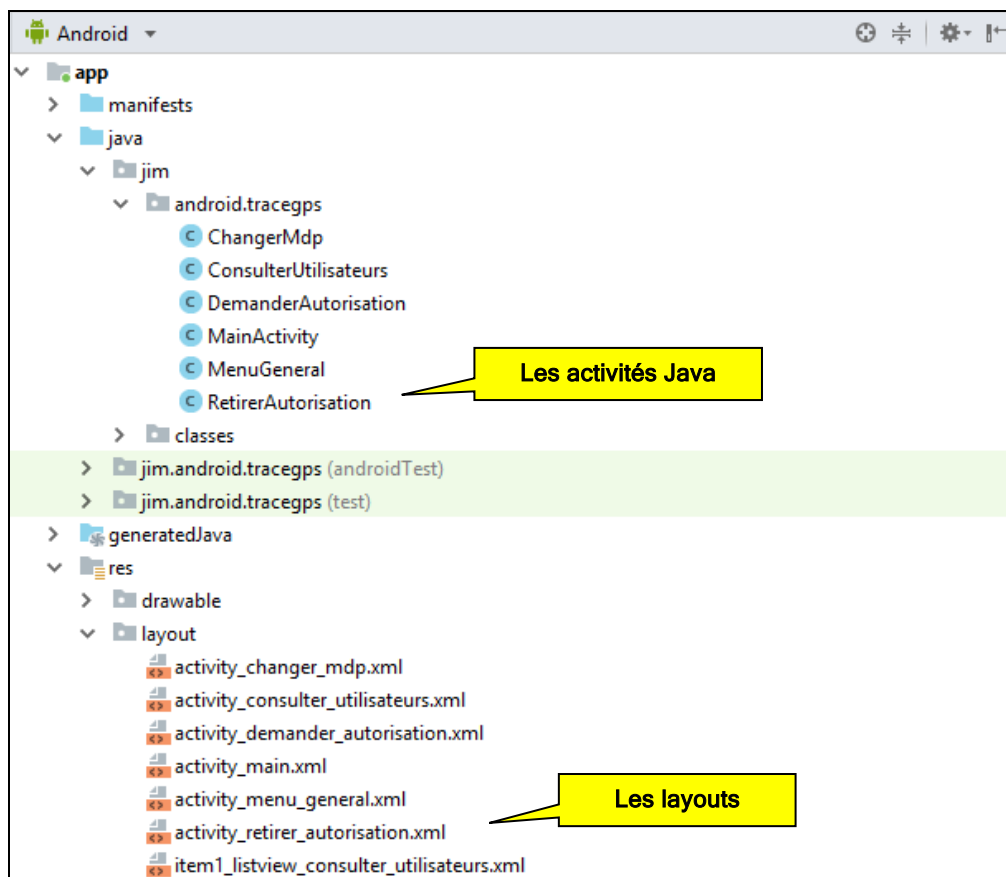 Android
app
manifests
java
jim
android.tracegps
ChangerMdp
ConsulterUtilisateurs
DemanderAutorisation
MainActivity
MenuGeneral
Les activités Java
RetirerAutorisation
classes
jim.android.tracegps (androidTest)
jim.android.tracegps (test)
generatedJava
res
drawable
layout
activity_changer_mdp.xml
activity_consulter_utilisateurs.xml
activity_demander_autorisation.xml
activity_main.xml
activity_menu_general.xml
Les layouts
activity_retirer_autorisation.xml
item1_listview_consulter_utilisateurs.xml